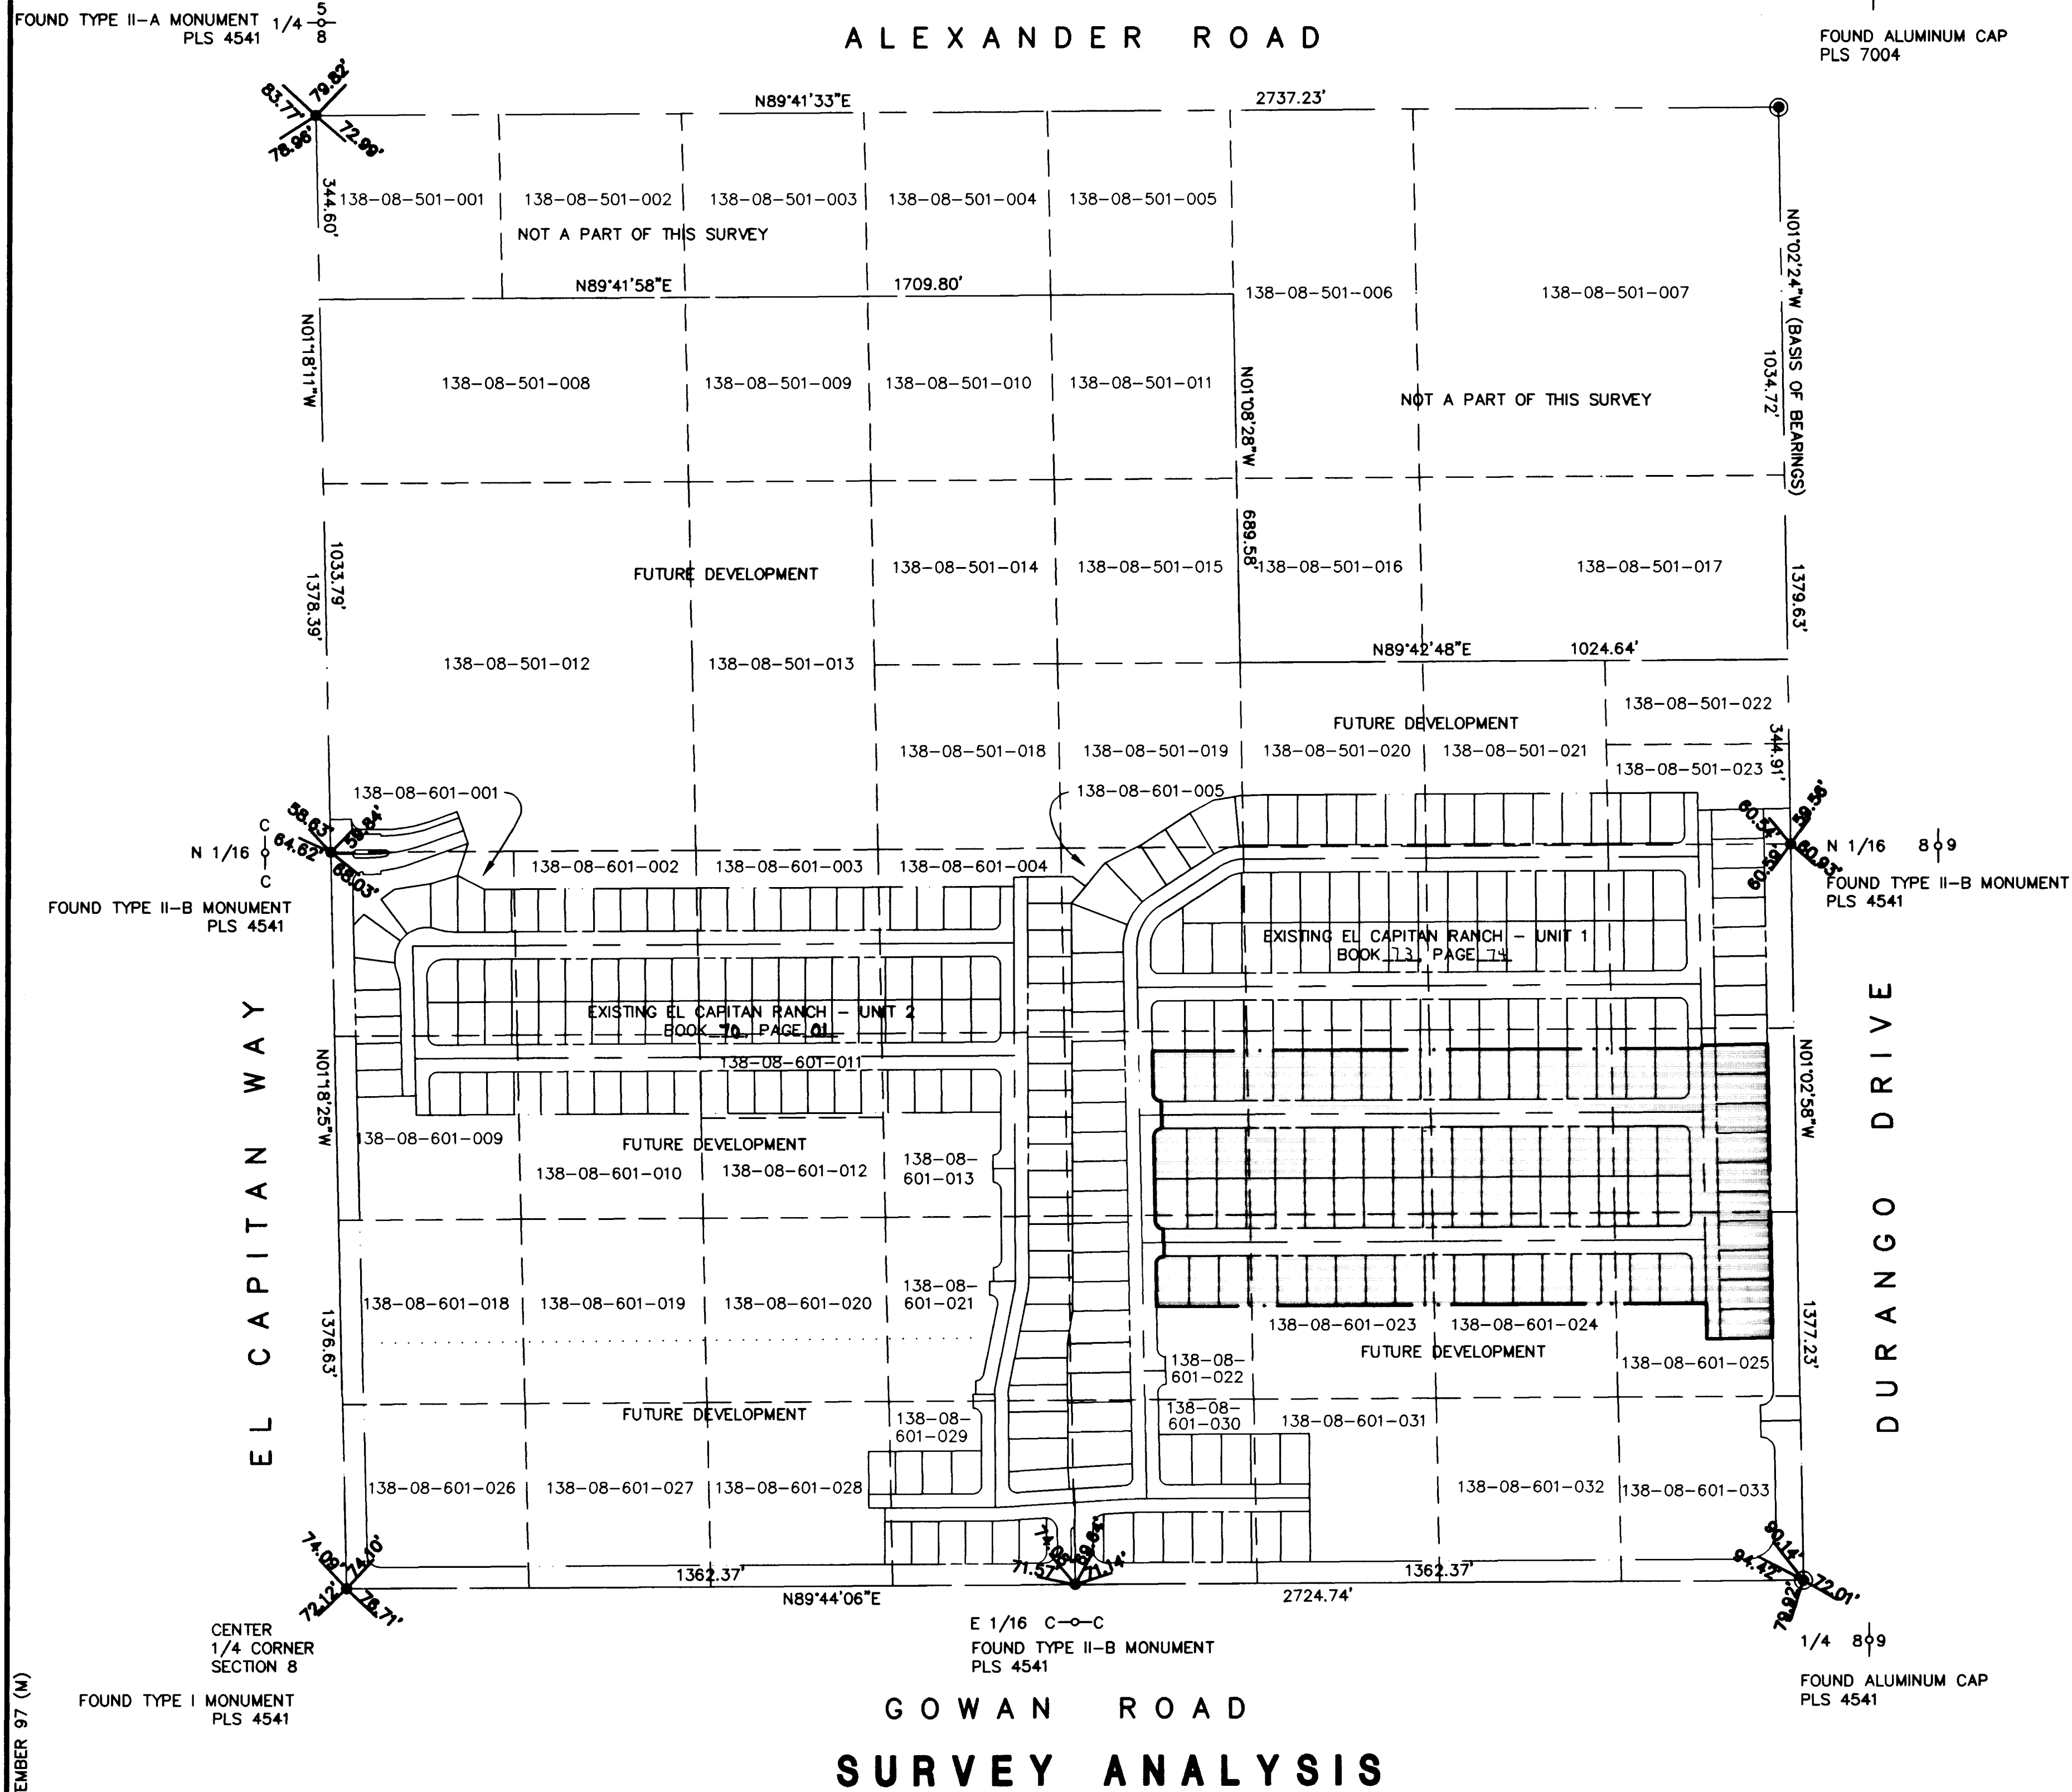 FOUND TYPE II-A MONUMENT
PLS 4541
1/4
5
8
ALEXANDER ROAD
FOUND ALUMINUM CAP
PLS 7004
83.77'
79.82'
78.96'
72.99'
N89°41'33"E
2737.23'
344.60'
138-08-501-001
138-08-501-002
138-08-501-003
138-08-501-004
138-08-501-005
NOT A PART OF THIS SURVEY
N89°41'58"E
1709.80'
138-08-501-006
138-08-501-007
N01°02'24"W (BASIS OF BEARINGS)
1034.72'
N01°18'11"W
138-08-501-008
138-08-501-009
138-08-501-010
138-08-501-011
N01°08'28"W
NOT A PART OF THIS SURVEY
689.58'
1033.79'
1378.39'
FUTURE DEVELOPMENT
138-08-501-014
138-08-501-015
138-08-501-016
138-08-501-017
1379.63'
138-08-501-012
138-08-501-013
N89°42'48"E
1024.64'
138-08-501-022
FUTURE DEVELOPMENT
344.91'
138-08-501-018
138-08-501-019
138-08-501-020
138-08-501-021
138-08-501-023
138-08-601-001
138-08-601-005
58.63'
59.84'
64.62'
68.03'
60.54'
59.56'
60.59'
60.93'
C
N 1/16
C
N 1/16
8 9
FOUND TYPE II-B MONUMENT
PLS 4541
FOUND TYPE II-B MONUMENT
PLS 4541
138-08-601-002
138-08-601-003
138-08-601-004
EXISTING EL CAPITAN RANCH - UNIT 1
BOOK 73, PAGE 74
EXISTING EL CAPITAN RANCH - UNIT 2
BOOK 70, PAGE 01
138-08-601-011
EL CAPITAN WAY
DURANGO DRIVE
N01°18'25"W
N01°02'58"W
138-08-601-009
FUTURE DEVELOPMENT
138-08-601-010
138-08-601-012
138-08-
601-013
138-08-601-018
138-08-601-019
138-08-601-020
138-08-
601-021
1376.63'
1377.23'
138-08-601-023
138-08-601-024
FUTURE DEVELOPMENT
138-08-
601-022
138-08-601-025
FUTURE DEVELOPMENT
138-08-
601-029
138-08-
601-030
138-08-601-031
138-08-601-026
138-08-601-027
138-08-601-028
138-08-601-032
138-08-601-033
74.09'
74.10'
72.12'
76.71'
71.57'
71.14'
90.14'
94.42'
72.01'
79.62'
1362.37'
1362.37'
N89°44'06"E
2724.74'
CENTER
1/4 CORNER
SECTION 8
E 1/16 C C
FOUND TYPE II-B MONUMENT
PLS 4541
1/4 8 9
FOUND TYPE I MONUMENT
PLS 4541
FOUND ALUMINUM CAP
PLS 4541
GOWAN ROAD
SURVEY ANALYSIS
EMBER 97 (M)